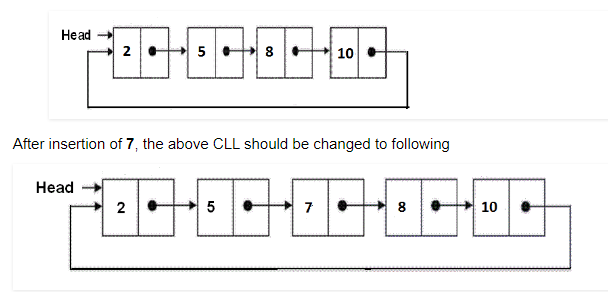 Head
2 5 8 10
After insertion of 7, the above CLL should be changed to following
Head
2 5 7 8 10